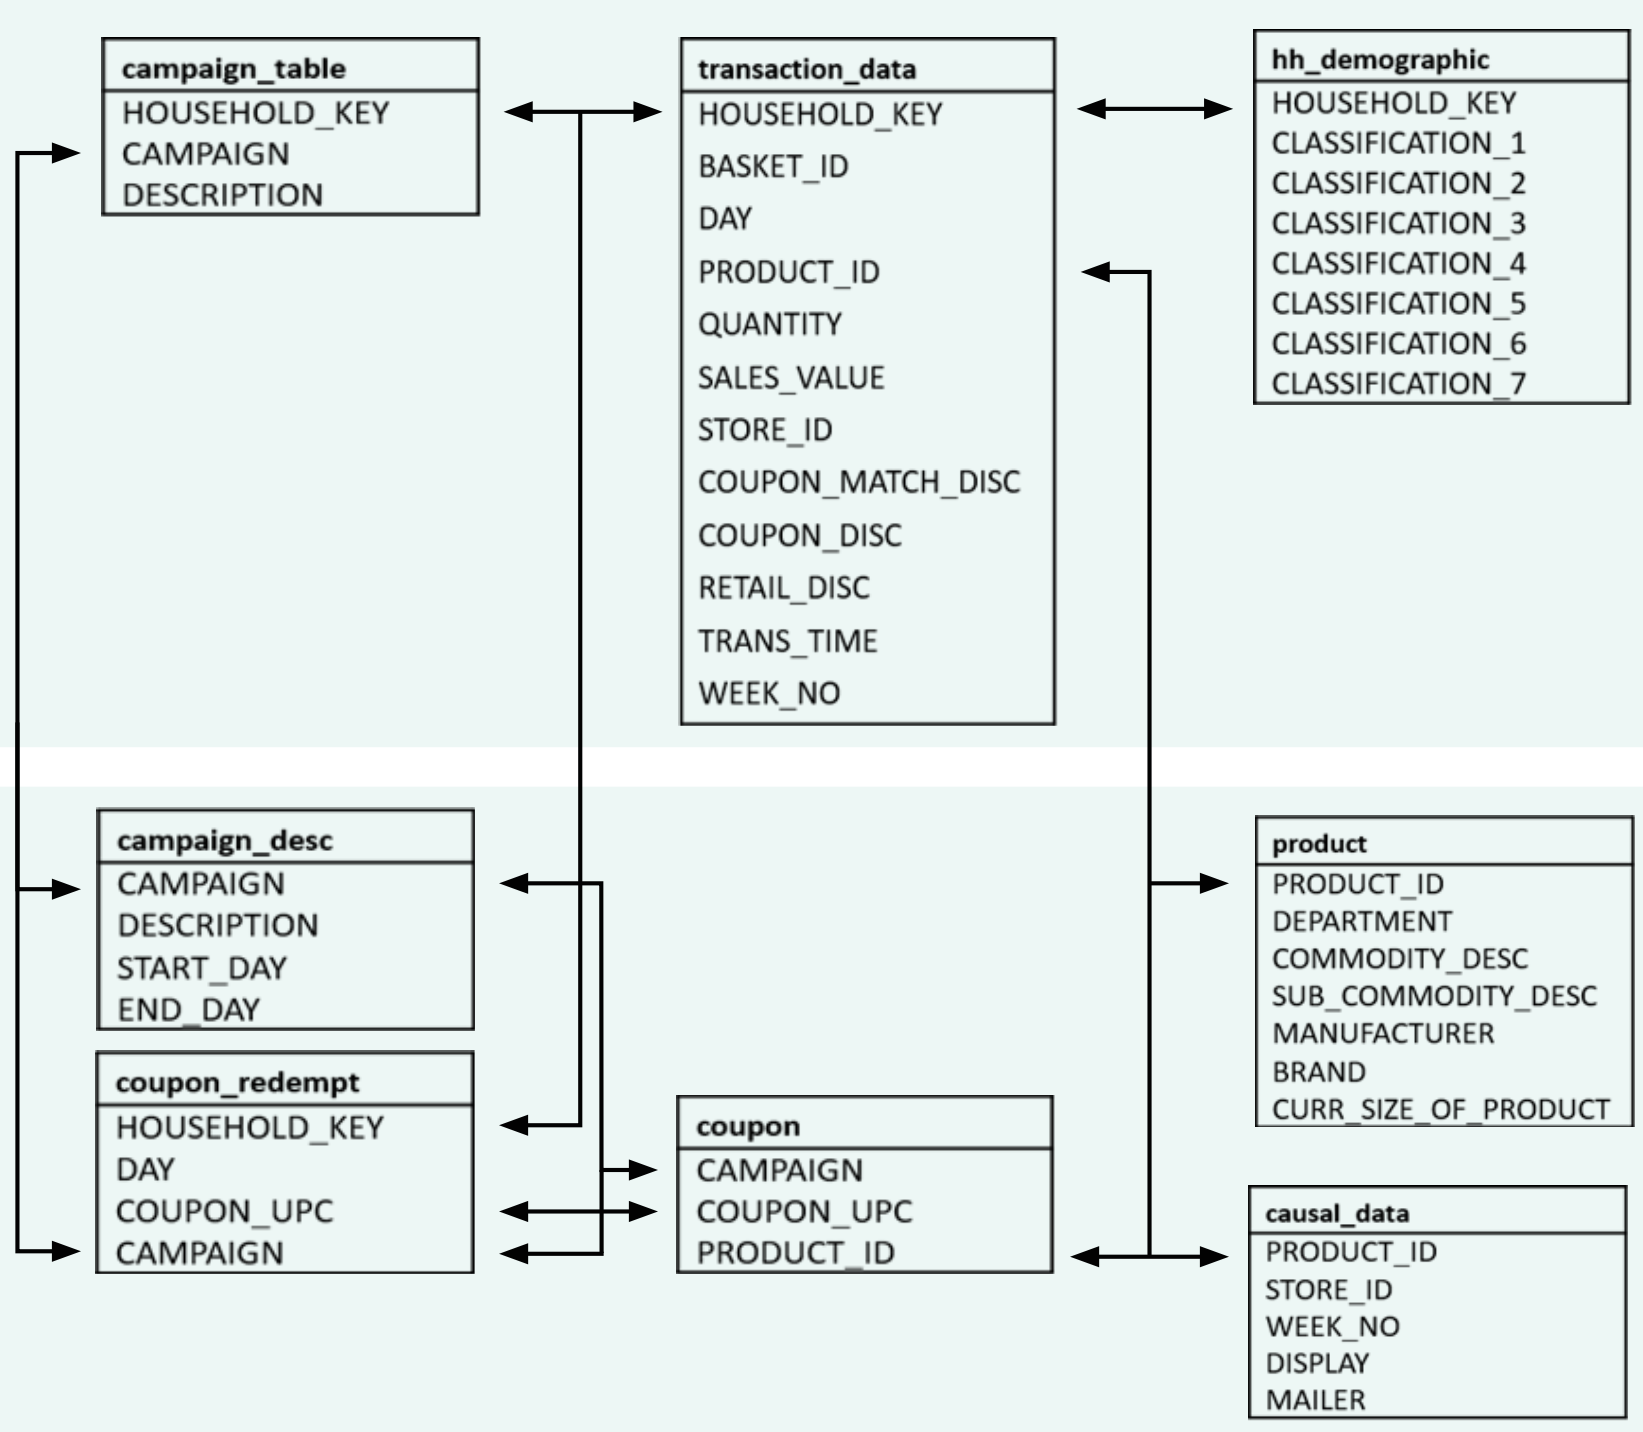 campaign_table
HOUSEHOLD_KEY
CAMPAIGN
DESCRIPTION
transaction_data
HOUSEHOLD_KEY
BASKET_ID
DAY
PRODUCT_ID
QUANTITY
SALES_VALUE
STORE_ID
COUPON_MATCH_DISC
COUPON_DISC
RETAIL_DISC
TRANS_TIME
WEEK_NO
hh_demographic
HOUSEHOLD_KEY
CLASSIFICATION_1
CLASSIFICATION_2
CLASSIFICATION_3
CLASSIFICATION_4
CLASSIFICATION_5
CLASSIFICATION_6
CLASSIFICATION_7
campaign_desc
CAMPAIGN
DESCRIPTION
START_DAY
END_DAY
coupon_redempt
HOUSEHOLD_KEY
DAY
COUPON_UPC
CAMPAIGN
coupon
CAMPAIGN
COUPON_UPC
PRODUCT_ID
product
PRODUCT_ID
DEPARTMENT
COMMODITY_DESC
SUB_COMMODITY_DESC
MANUFACTURER
BRAND
CURR_SIZE_OF_PRODUCT
causal_data
PRODUCT_ID
STORE_ID
WEEK_NO
DISPLAY
MAILER